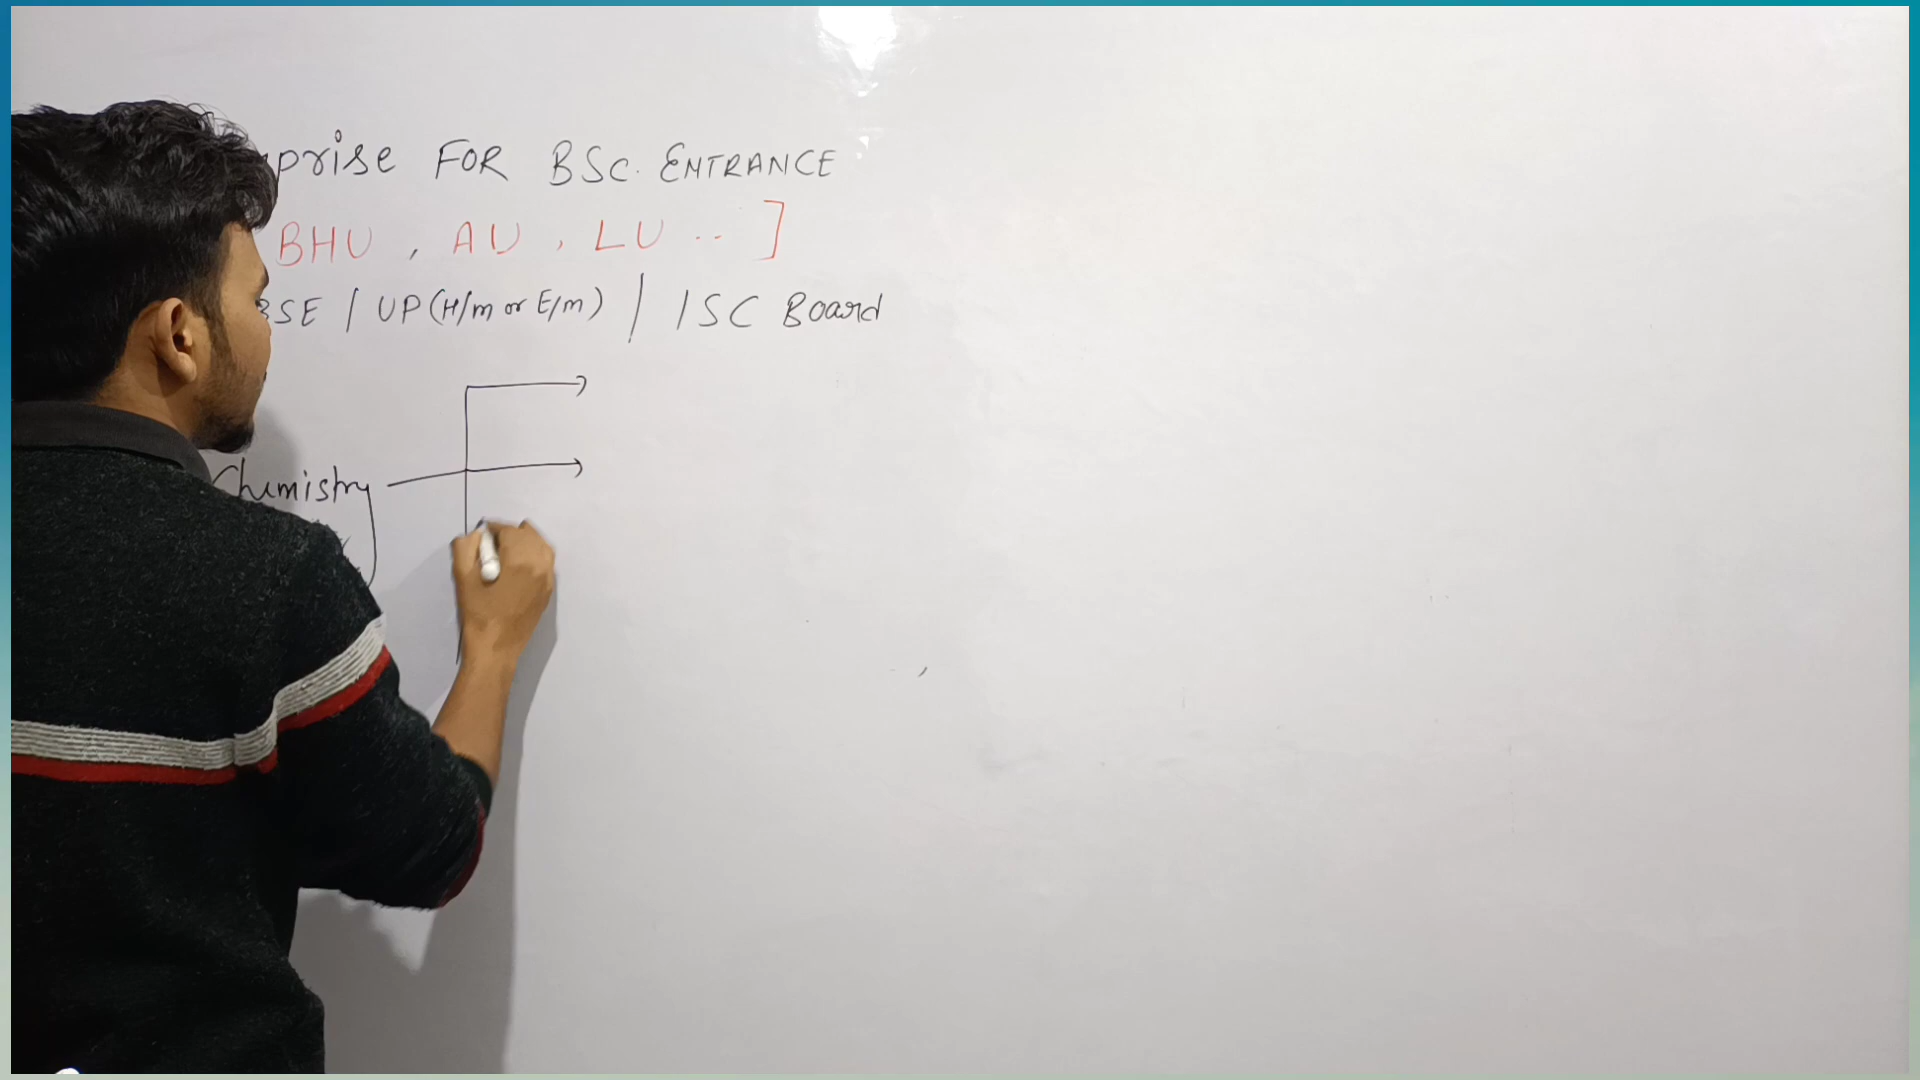 prise FOR BSc. ENTRANCE
BHU , AU , LU .. ]
BSE / UP (H/m or E/m) / ISC Board
Chemistry